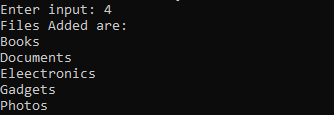 Enter input: 4
Files Added are:
Books
Documents
Eleectronics
Gadgets
Photos